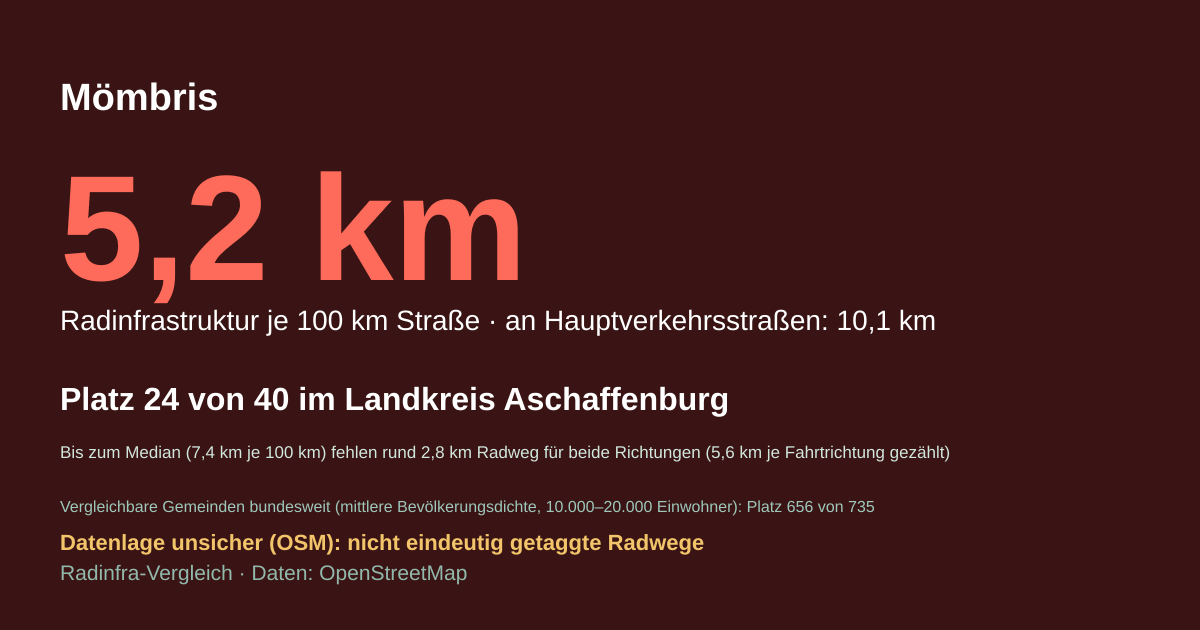 Mömbris
5,2 km
Radinfrastruktur je 100 km Straße · an Hauptverkehrsstraßen: 10,1 km
Platz 24 von 40 im Landkreis Aschaffenburg
Bis zum Median (7,4 km je 100 km) fehlen rund 2,8 km Radweg für beide Richtungen (5,6 km je Fahrtrichtung gezählt)
Vergleichbare Gemeinden bundesweit (mittlere Bevölkerungsdichte, 10.000–20.000 Einwohner): Platz 656 von 735
Datenlage unsicher (OSM): nicht eindeutig getaggte Radwege
Radinfra-Vergleich · Daten: OpenStreetMap